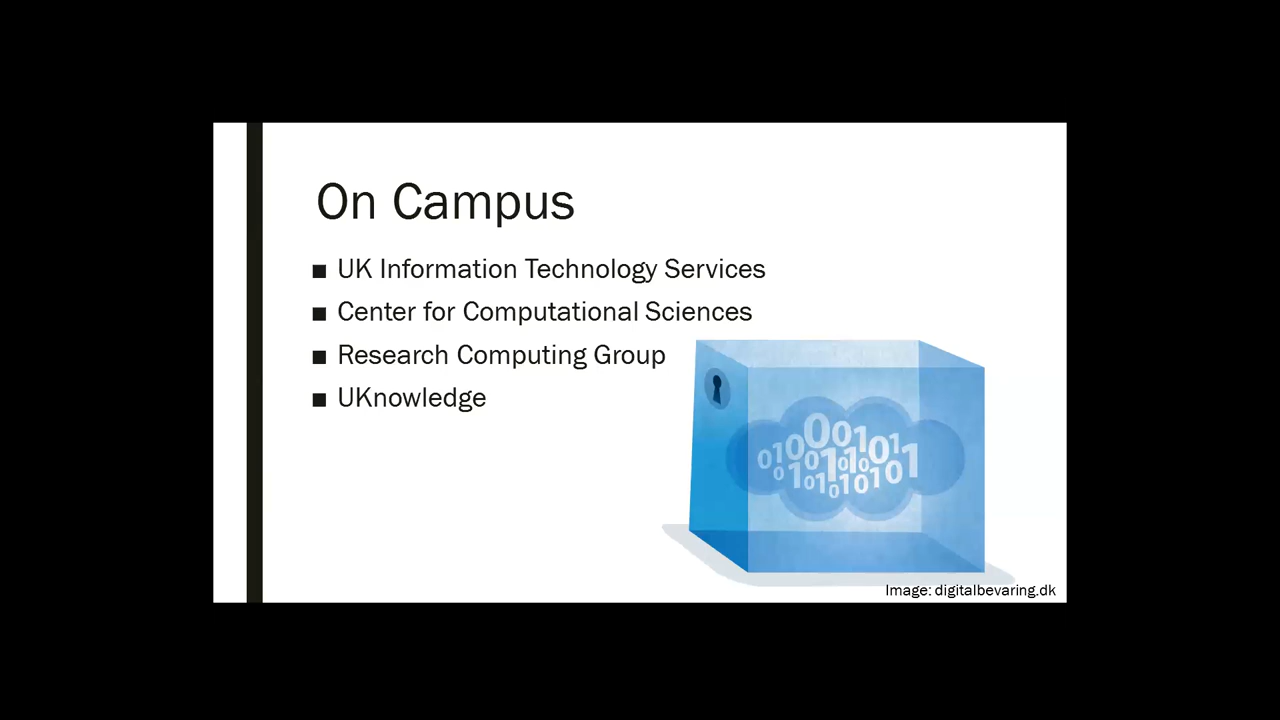 On Campus
■ UK Information Technology Services
■ Center for Computational Sciences
■ Research Computing Group
■ UKnowledge
Image: digitalbevaring.dk